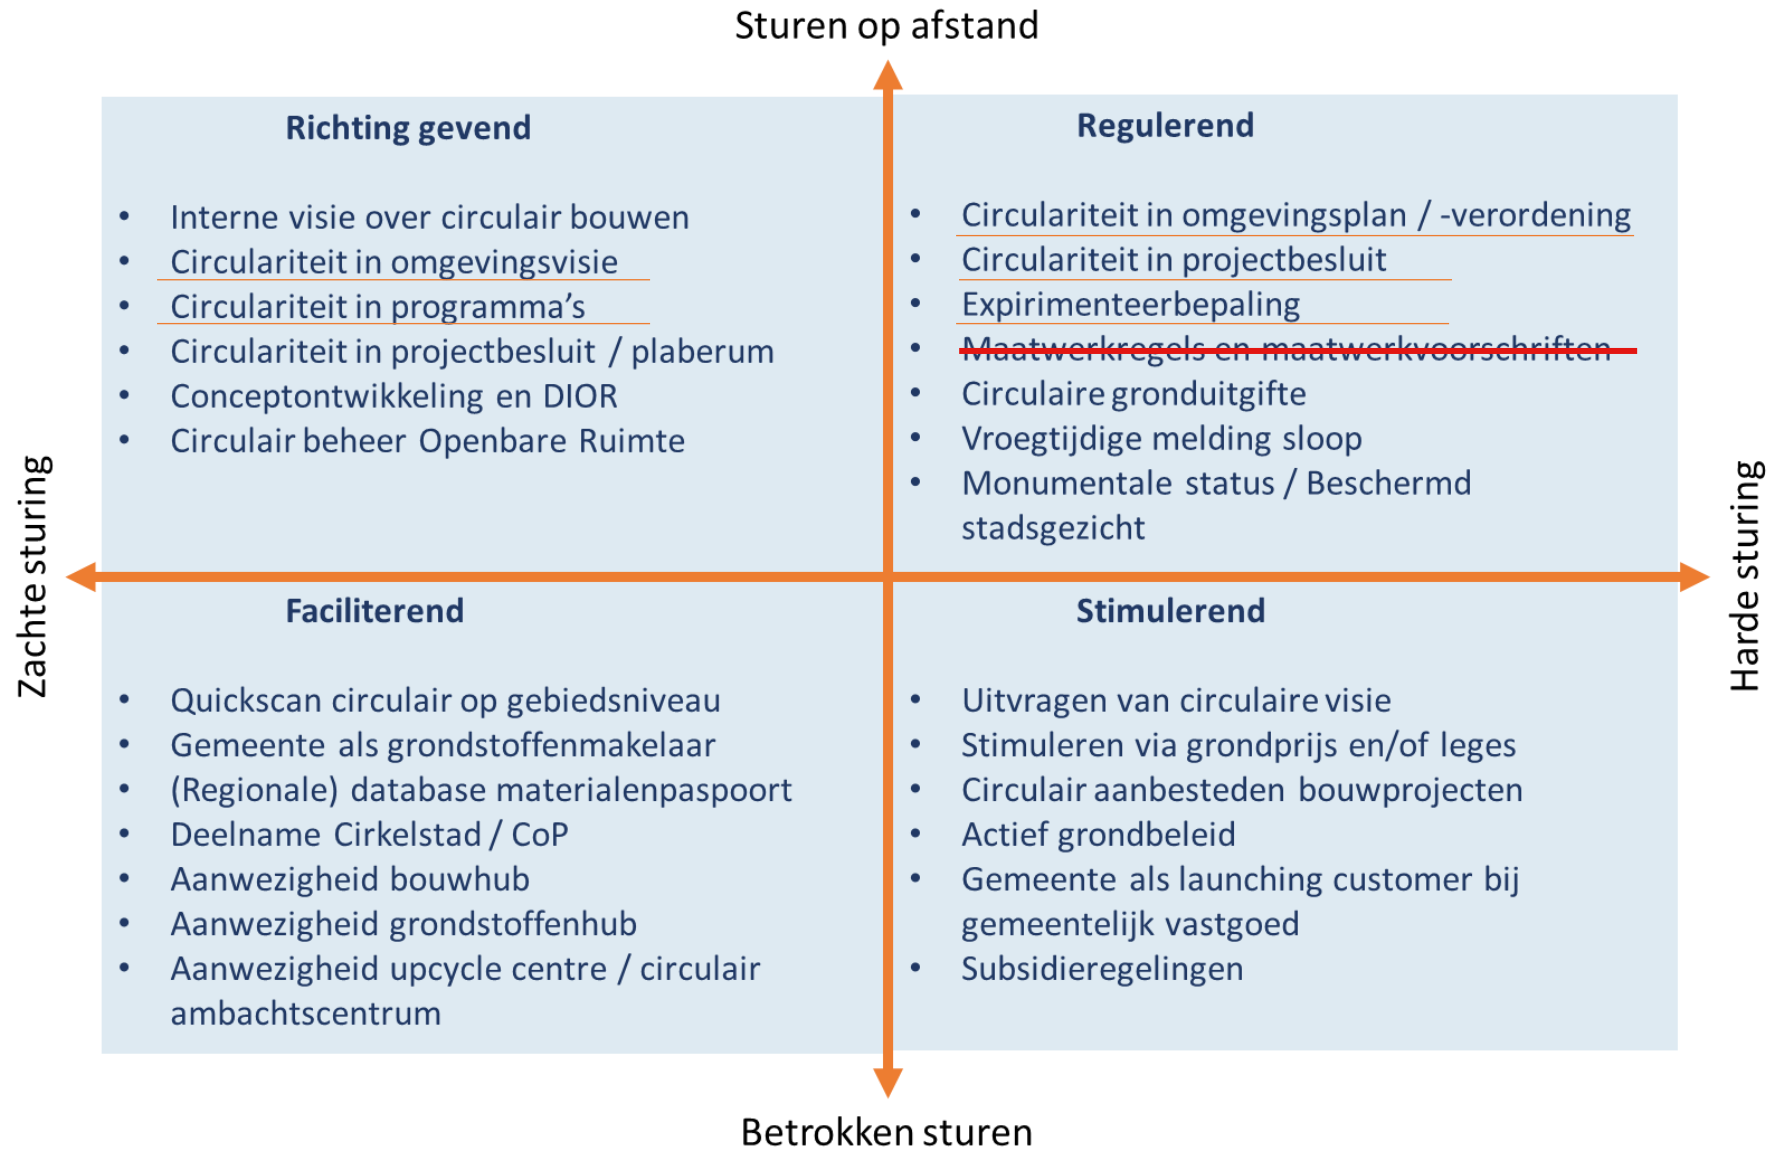 Sturen op afstand
Richting gevend
• Interne visie over circulair bouwen
• Circulariteit in omgevingsvisie
• Circulariteit in programma’s
• Circulariteit in projectbesluit / plaberum
• Conceptontwikkeling en DIOR
• Circulair beheer Openbare Ruimte
Regulerend
• Circulariteit in omgevingsplan / -verordening
• Circulariteit in projectbesluit
• Expirimenteerbepaling
• Maatwerkregels en maatwerkvoorschriften
• Circulaire gronduitgifte
• Vroegtijdige melding sloop
• Monumentale status / Beschermd
stadsgezicht
Zachte sturing
Harde sturing
Faciliterend
• Quickscan circulair op gebiedsniveau
• Gemeente als grondstoffenmakelaar
• (Regionale) database materialenpaspoort
• Deelname Cirkelstad / CoP
• Aanwezigheid bouwhub
• Aanwezigheid grondstoffenhub
• Aanwezigheid upcycle centre / circulair
ambachtscentrum
Stimulerend
• Uitvragen van circulaire visie
• Stimuleren via grondprijs en/of leges
• Circulair aanbesteden bouwprojecten
• Actief grondbeleid
• Gemeente als launching customer bij
gemeentelijk vastgoed
• Subsidieregelingen
Betrokken sturen